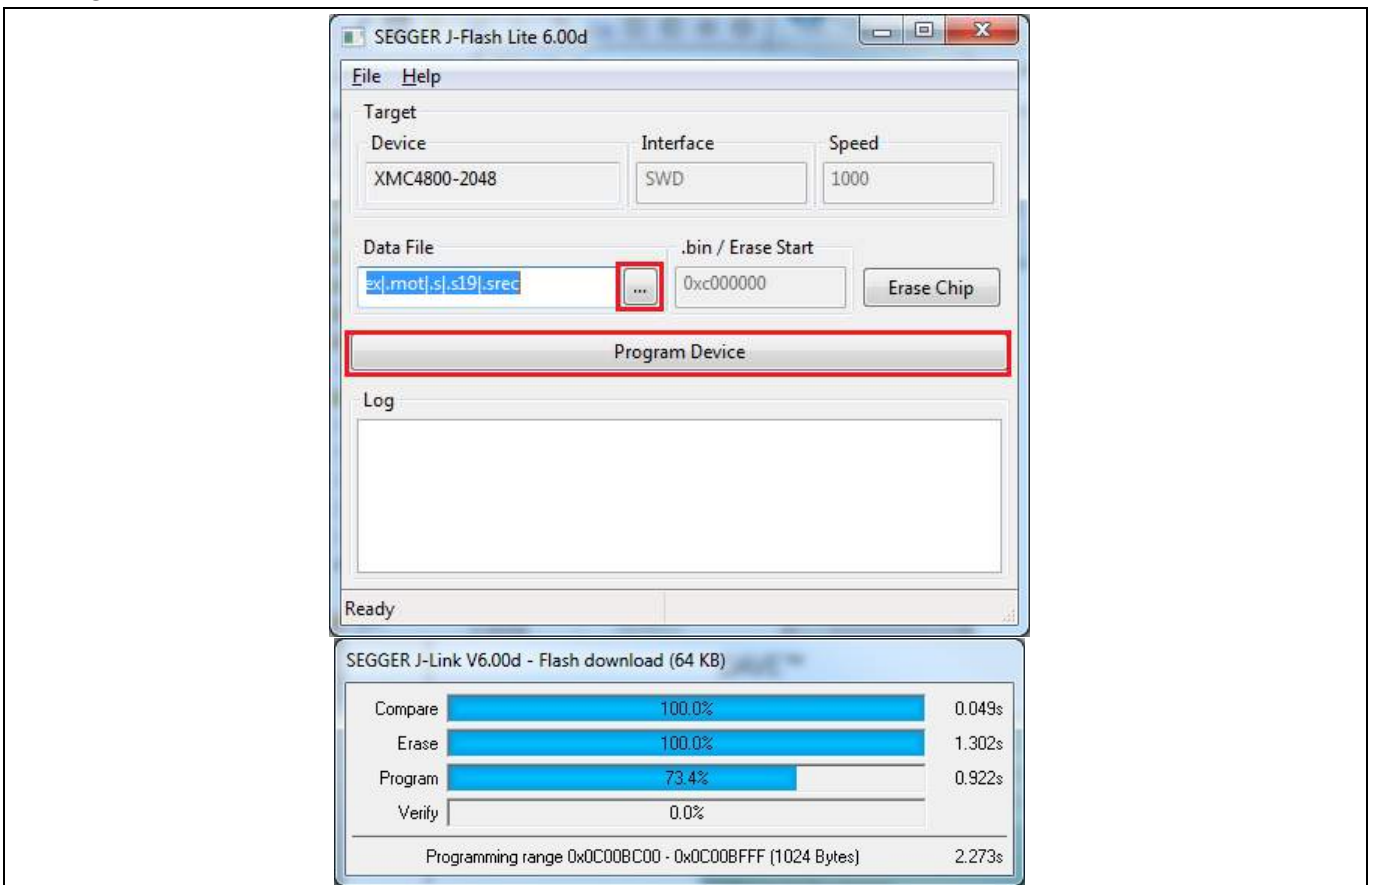 SEGGER J-Flash Lite 6.00d
File Help
Target
Device Interface Speed
XMC4800-2048 SWD 1000
Data File .bin / Erase Start
ex|.mot|.s|.s19|.srec ... 0xc000000 Erase Chip
Program Device
Log
Ready
SEGGER J-Link V6.00d - Flash download (64 KB)
Compare 100.0% 0.049s
Erase 100.0% 1.302s
Program 73.4% 0.922s
Verify 0.0%
Programming range 0x0C00BC00 - 0x0C00BFFF (1024 Bytes) 2.273s